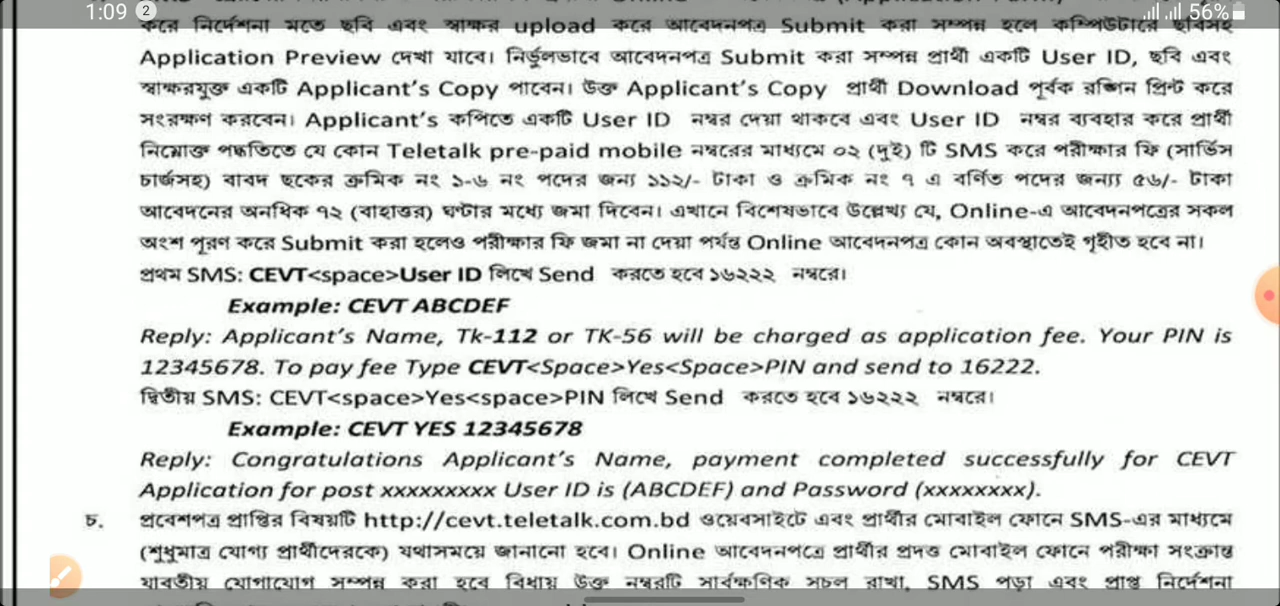 1:09 2 56%
করে নির্দেশনা মতে ছবি এবং স্বাক্ষর upload করে আবেদনপত্র Submit করা সম্পন্ন হলে কম্পিউটারে ছবিসহ
Application Preview দেখা যাবে। নির্ভুলভাবে আবেদনপত্র Submit করা সম্পন্ন প্রার্থী একটি User ID, ছবি এবং
স্বাক্ষরযুক্ত একটি Applicant's Copy পাবেন। উক্ত Applicant's Copy প্রার্থী Download পূর্বক রঙ্গিন প্রিন্ট করে
সংরক্ষণ করবেন। Applicant's কপিতে একটি User ID নম্বর দেয়া থাকবে এবং User ID নম্বর ব্যবহার করে প্রার্থী
নিম্নোক্ত পদ্ধতিতে যে কোন Teletalk pre-paid mobile নম্বরের মাধ্যমে ০২ (দুই) টি SMS করে পরীক্ষার ফি (সার্ভিস
চার্জসহ) বাবদ ছকের ক্রমিক নং ১-৬ নং পদের জন্য ১১২/- টাকা ও ক্রমিক নং ৭ এ বর্ণিত পদের জন্য্য ৫৬/- টাকা
আবেদনের অনধিক ৭২ (বাহাত্তর) ঘণ্টার মধ্যে জমা দিবেন। এখানে বিশেষভাবে উল্লেখ্য যে, Online-এ আবেদনপত্রের সকল
অংশ পূরণ করে Submit করা হলেও পরীক্ষার ফি জমা না দেয়া পর্যন্ত Online আবেদনপত্র কোন অবস্থাতেই গৃহীত হবে না।
প্রথম SMS: CEVT<space>User ID লিখে Send করতে হবে ১৬২২২ নম্বরে।
Example: CEVT ABCDEF
Reply: Applicant's Name, Tk-112 or TK-56 will be charged as application fee. Your PIN is
12345678. To pay fee Type CEVT<Space>Yes<Space>PIN and send to 16222.
দ্বিতীয় SMS: CEVT<space>Yes<space>PIN লিখে Send করতে হবে ১৬২২২ নম্বরে।
Example: CEVT YES 12345678
Reply: Congratulations Applicant's Name, payment completed successfully for CEVT
Application for post xxxxxxxxx User ID is (ABCDEF) and Password (xxxxxxxx).
চ. প্রবেশপত্র প্রাপ্তির বিষয়টি http://cevt.teletalk.com.bd ওয়েবসাইটে এবং প্রার্থীর মোবাইল ফোনে SMS-এর মাধ্যমে
(শুধুমাত্র যোগ্য প্রার্থীদেরকে) যথাসময়ে জানানো হবে। Online আবেদনপত্রে প্রার্থীর প্রদত্ত মোবাইল ফোনে পরীক্ষা সংক্রান্ত
যাবতীয় যোগাযোগ সম্পন্ন করা হবে বিধায় উক্ত নম্বরটি সার্বক্ষণিক সচল রাখা, SMS পড়া এবং প্রাপ্ত নির্দেশনা